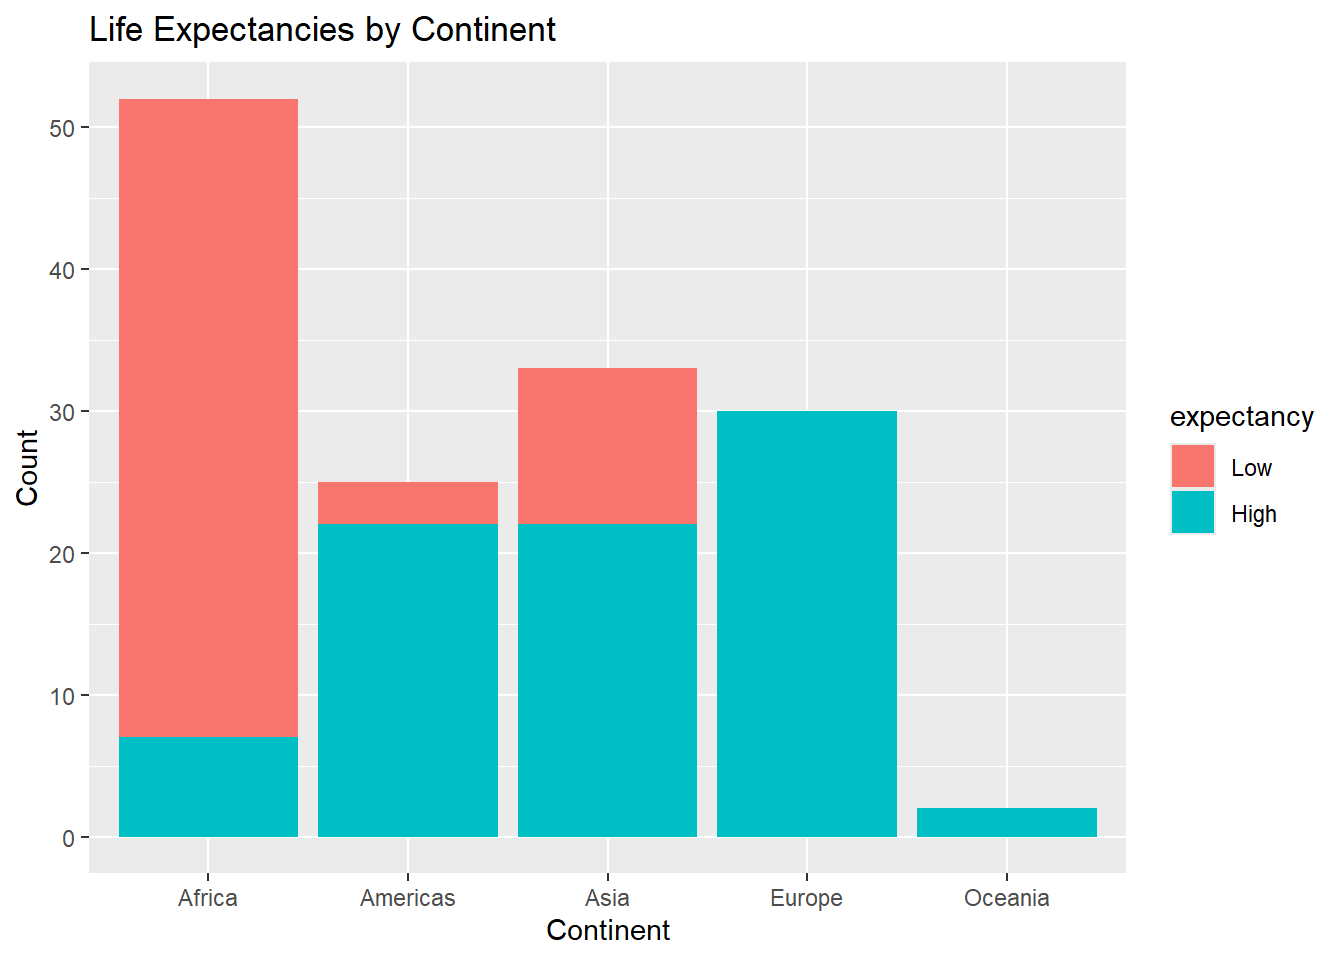 Life Expectancies by Continent
50
40
30
20
10
0
Count
Africa
Americas
Asia
Europe
Oceania
Continent
expectancy
Low
High